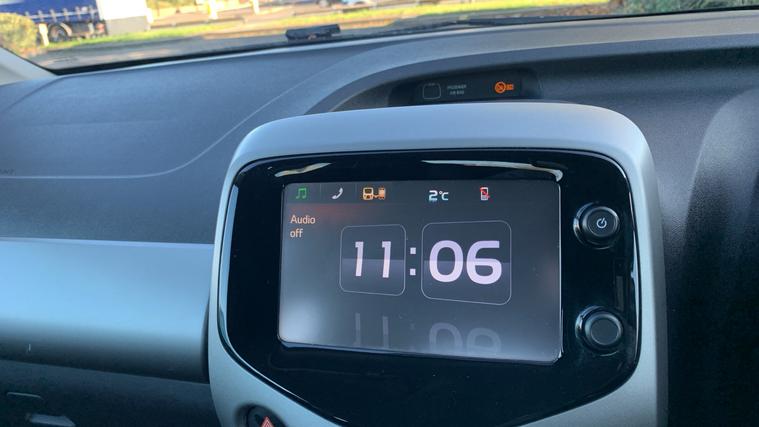 PASSENGER
AIR BAG
2°C
Audio
off
11:06